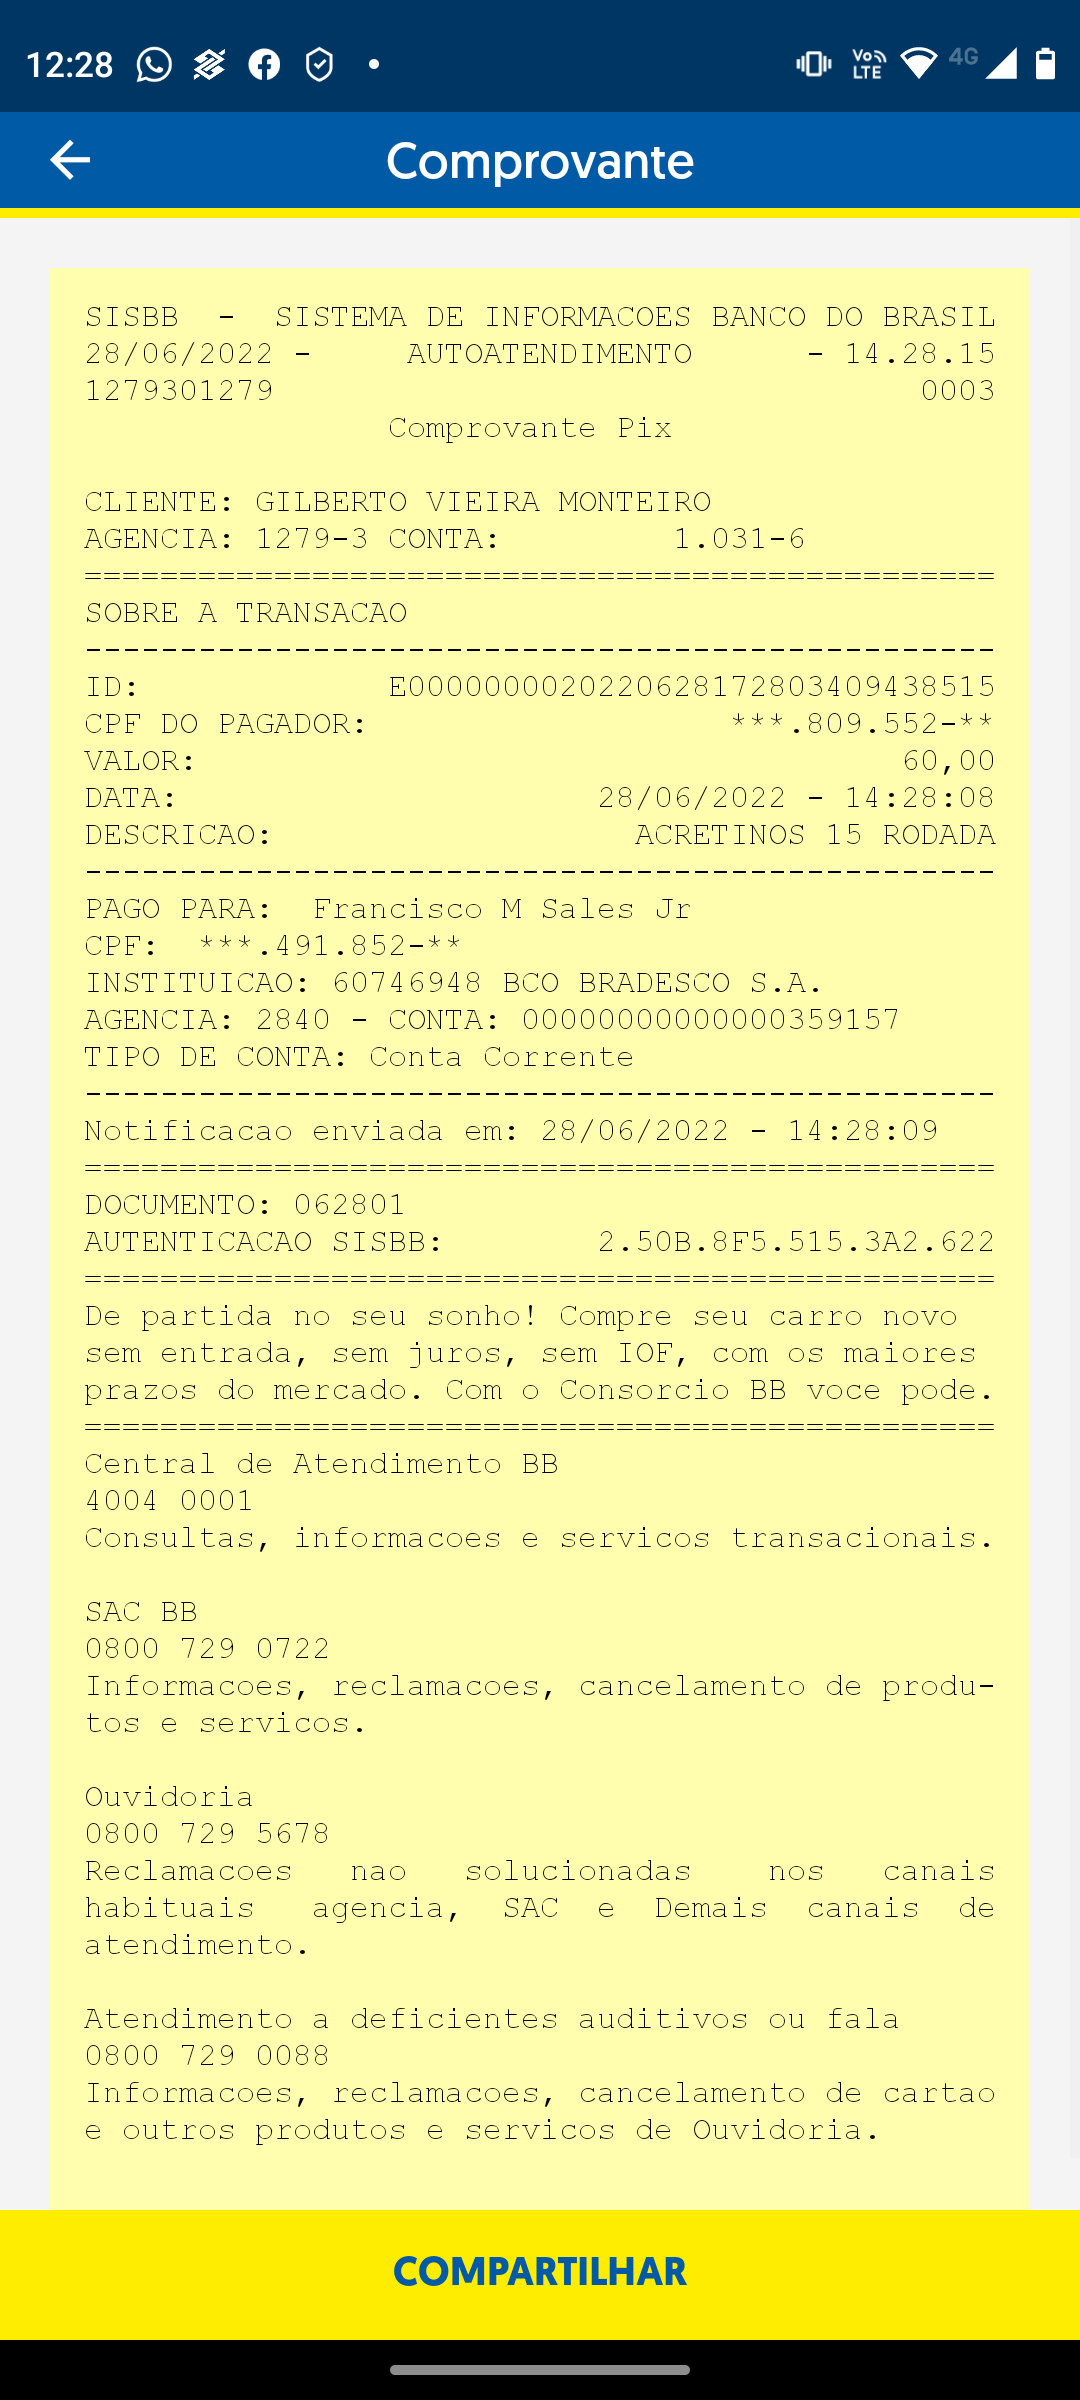 12:28
Vo LTE 4G
Comprovante
SISBB - SISTEMA DE INFORMACOES BANCO DO BRASIL
28/06/2022 - AUTOATENDIMENTO - 14.28.15
1279301279 0003
Comprovante Pix
CLIENTE: GILBERTO VIEIRA MONTEIRO
AGENCIA: 1279-3 CONTA: 1.031-6
================================================
SOBRE A TRANSACAO
------------------------------------------------
ID: E0000000020220628172803409438515
CPF DO PAGADOR: ***.809.552-**
VALOR: 60,00
DATA: 28/06/2022 - 14:28:08
DESCRICAO: ACRETINOS 15 RODADA
------------------------------------------------
PAGO PARA: Francisco M Sales Jr
CPF: ***.491.852-**
INSTITUICAO: 60746948 BCO BRADESCO S.A.
AGENCIA: 2840 - CONTA: 00000000000000359157
TIPO DE CONTA: Conta Corrente
------------------------------------------------
Notificacao enviada em: 28/06/2022 - 14:28:09
================================================
DOCUMENTO: 062801
AUTENTICACAO SISBB: 2.50B.8F5.515.3A2.622
================================================
De partida no seu sonho! Compre seu carro novo
sem entrada, sem juros, sem IOF, com os maiores
prazos do mercado. Com o Consorcio BB voce pode.
================================================
Central de Atendimento BB
4004 0001
Consultas, informacoes e servicos transacionais.
SAC BB
0800 729 0722
Informacoes, reclamacoes, cancelamento de produ-
tos e servicos.
Ouvidoria
0800 729 5678
Reclamacoes nao solucionadas nos canais
habituais agencia, SAC e Demais canais de
atendimento.
Atendimento a deficientes auditivos ou fala
0800 729 0088
Informacoes, reclamacoes, cancelamento de cartao
e outros produtos e servicos de Ouvidoria.
COMPARTILHAR